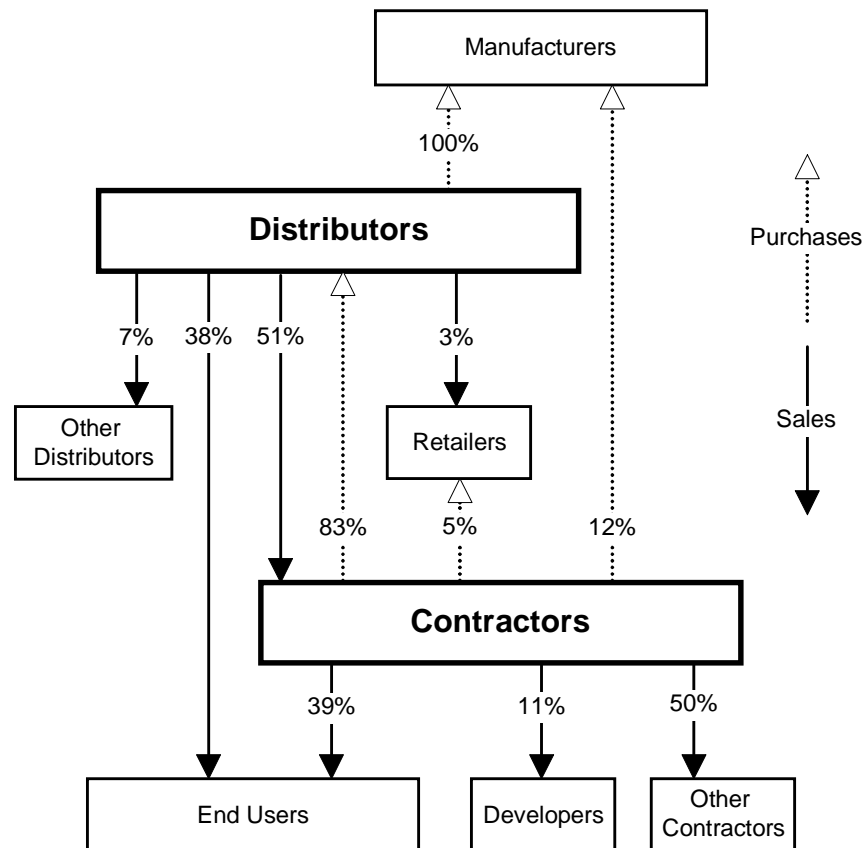 Manufacturers
100%
Distributors
Purchases
7%
38%
51%
3%
Other
Distributors
Retailers
Sales
83%
5%
12%
Contractors
39%
11%
50%
End Users
Developers
Other
Contractors